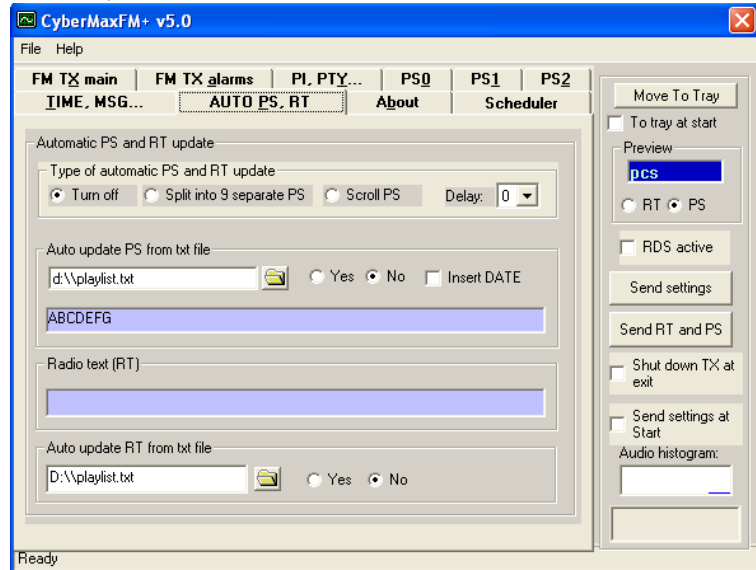 CyberMaxFM+ v5.0
File Help
FM TX main FM TX alarms PI, PTY... PS0 PS1 PS2
TIME, MSG... AUTO PS, RT About Scheduler
Automatic PS and RT update
Type of automatic PS and RT update
Turn off Split into 9 separate PS Scroll PS Delay: 0
Auto update PS from txt file
d:\\playlist.txt Yes No Insert DATE
ABCDEFG
Radio text (RT)
Auto update RT from txt file
D:\\playlist.txt Yes No
Move To Tray
To tray at start
Preview
pcs
RT PS
RDS active
Send settings
Send RT and PS
Shut down TX at
exit
Send settings at
Start
Audio histogram:
Ready